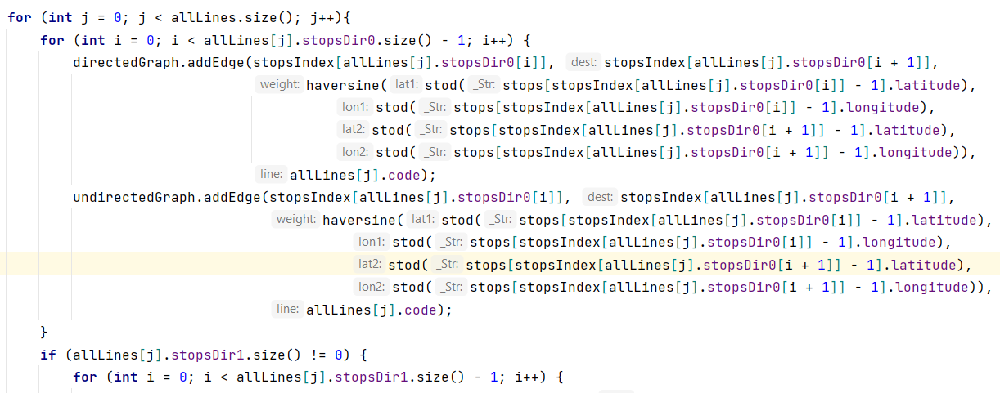 for (int j = 0; j < allLines.size(); j++){
for (int i = 0; i < allLines[j].stopsDir0.size() - 1; i++) {
directedGraph.addEdge(stopsIndex[allLines[j].stopsDir0[i]], dest: stopsIndex[allLines[j].stopsDir0[i + 1]],
weight: haversine( lat1: stod( _Str: stops[stopsIndex[allLines[j].stopsDir0[i]] - 1].latitude),
lon1: stod( _Str: stops[stopsIndex[allLines[j].stopsDir0[i]] - 1].longitude),
lat2: stod( _Str: stops[stopsIndex[allLines[j].stopsDir0[i + 1]] - 1].latitude),
lon2: stod( _Str: stops[stopsIndex[allLines[j].stopsDir0[i + 1]] - 1].longitude)),
line: allLines[j].code);
undirectedGraph.addEdge(stopsIndex[allLines[j].stopsDir0[i]], dest: stopsIndex[allLines[j].stopsDir0[i + 1]],
weight: haversine( lat1: stod( _Str: stops[stopsIndex[allLines[j].stopsDir0[i]] - 1].latitude),
lon1: stod( _Str: stops[stopsIndex[allLines[j].stopsDir0[i]] - 1].longitude),
lat2: stod( _Str: stops[stopsIndex[allLines[j].stopsDir0[i + 1]] - 1].latitude),
lon2: stod( _Str: stops[stopsIndex[allLines[j].stopsDir0[i + 1]] - 1].longitude)),
line: allLines[j].code);
}
if (allLines[j].stopsDir1.size() != 0) {
for (int i = 0; i < allLines[j].stopsDir1.size() - 1; i++) {